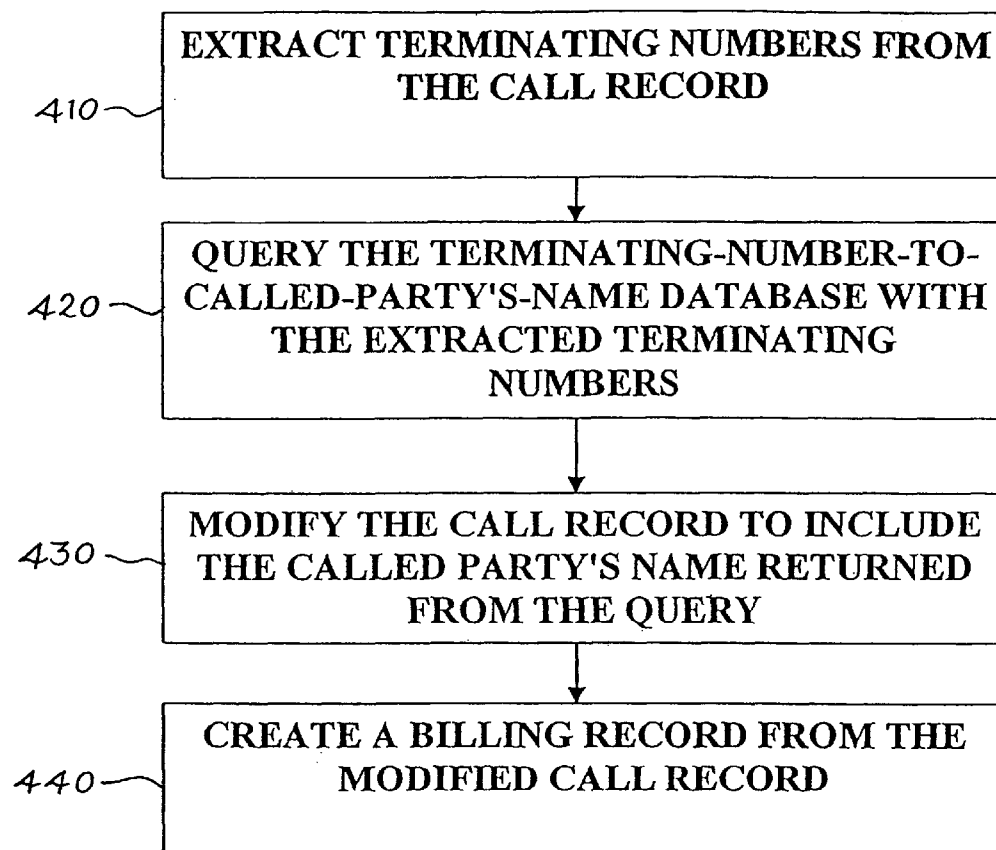 EXTRACT TERMINATING NUMBERS FROM
THE CALL RECORD
410
QUERY THE TERMINATING-NUMBER-TO-
CALLED-PARTY'S-NAME DATABASE WITH
THE EXTRACTED TERMINATING
NUMBERS
420
MODIFY THE CALL RECORD TO INCLUDE
THE CALLED PARTY'S NAME RETURNED
FROM THE QUERY
430
CREATE A BILLING RECORD FROM THE
MODIFIED CALL RECORD
440